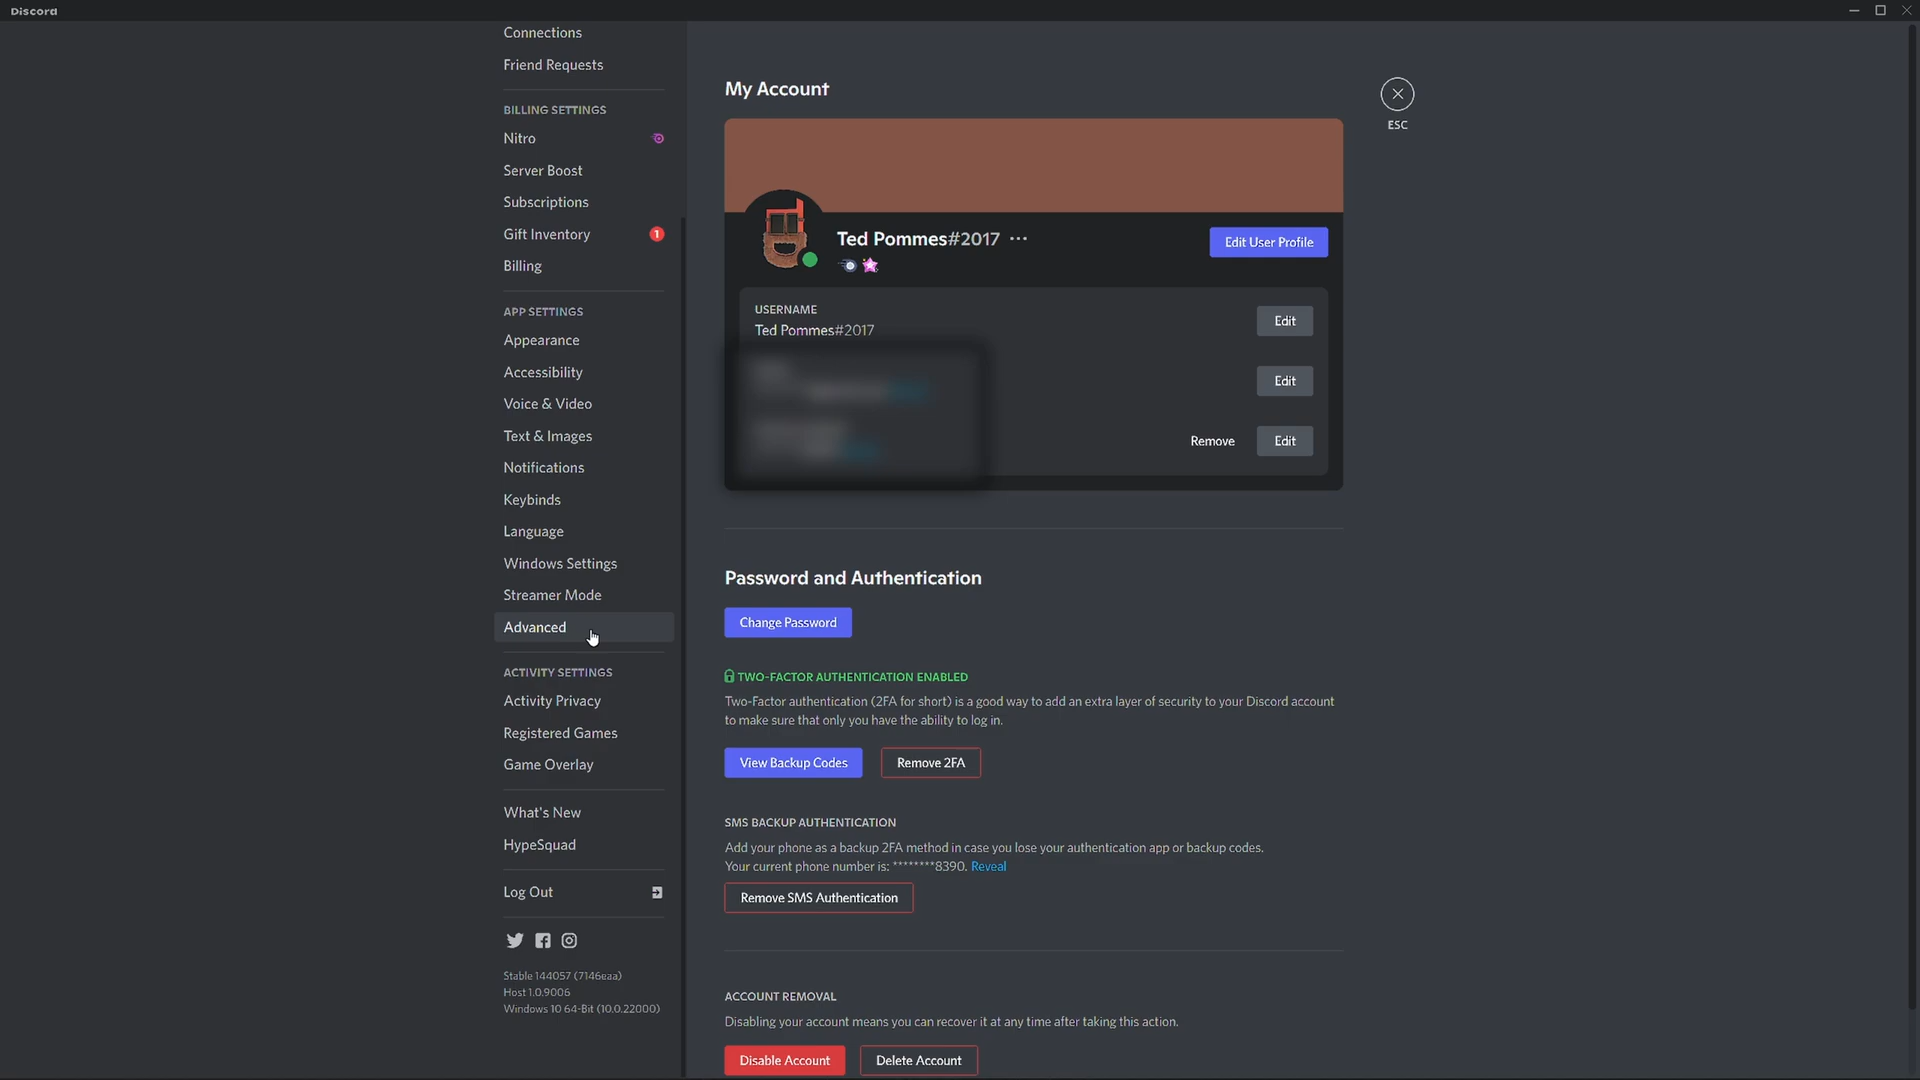 Discord
Connections
Friend Requests
BILLING SETTINGS
Nitro
Server Boost
Subscriptions
Gift Inventory 1
Billing
APP SETTINGS
Appearance
Accessibility
Voice & Video
Text & Images
Notifications
Keybinds
Language
Windows Settings
Streamer Mode
Advanced
ACTIVITY SETTINGS
Activity Privacy
Registered Games
Game Overlay
What's New
HypeSquad
Log Out
Stable 144057 (7146eaa)
Host 1.0.9006
Windows 10 64-Bit (10.0.22000)
My Account
ESC
Ted Pommes#2017
Edit User Profile
USERNAME
Ted Pommes#2017
Edit
Edit
Remove Edit
Password and Authentication
Change Password
TWO-FACTOR AUTHENTICATION ENABLED
Two-Factor authentication (2FA for short) is a good way to add an extra layer of security to your Discord account
to make sure that only you have the ability to log in.
View Backup Codes Remove 2FA
SMS BACKUP AUTHENTICATION
Add your phone as a backup 2FA method in case you lose your authentication app or backup codes.
Your current phone number is: ********8390. Reveal
Remove SMS Authentication
ACCOUNT REMOVAL
Disabling your account means you can recover it at any time after taking this action.
Disable Account Delete Account